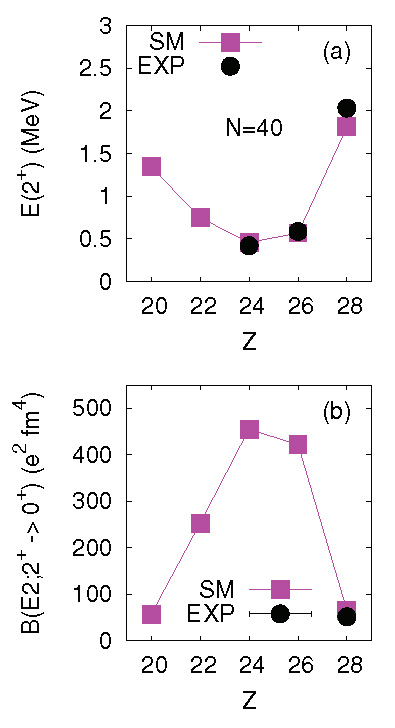 3
2.5
2
1.5
1
0.5
0
E(2⁺) (MeV)
SM
EXP
(a)
N=40
20 22 24 26 28
Z
500
400
300
200
100
0
B(E2;2⁺ -> 0⁺) (e² fm⁴)
(b)
SM
EXP
20 22 24 26 28
Z